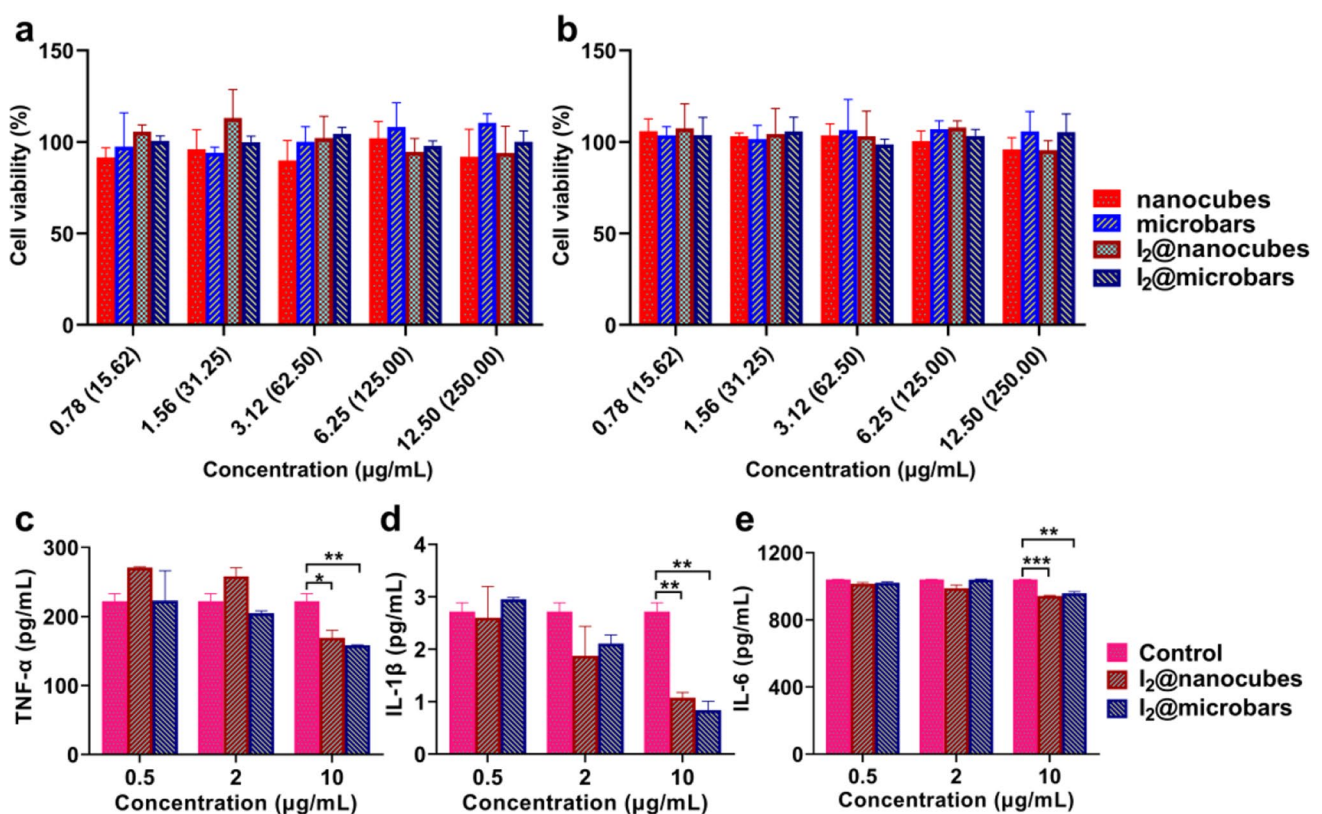 a
150
100
50
0
Cell viability (%)
0.78 (15.62)
1.56 (31.25)
3.12 (62.50)
6.25 (125.00)
12.50 (250.00)
Concentration (µg/mL)
b
150
100
50
0
Cell viability (%)
0.78 (15.62)
1.56 (31.25)
3.12 (62.50)
6.25 (125.00)
12.50 (250.00)
Concentration (µg/mL)
nanocubes
microbars
I₂@nanocubes
I₂@microbars
c
300
200
100
0
TNF-α (pg/mL)
**
*
0.5 2 10
Concentration (µg/mL)
d
4
3
2
1
0
IL-1β (pg/mL)
**
**
0.5 2 10
Concentration (µg/mL)
e
1200
800
400
0
IL-6 (pg/mL)
**
***
0.5 2 10
Concentration (µg/mL)
Control
I₂@nanocubes
I₂@microbars